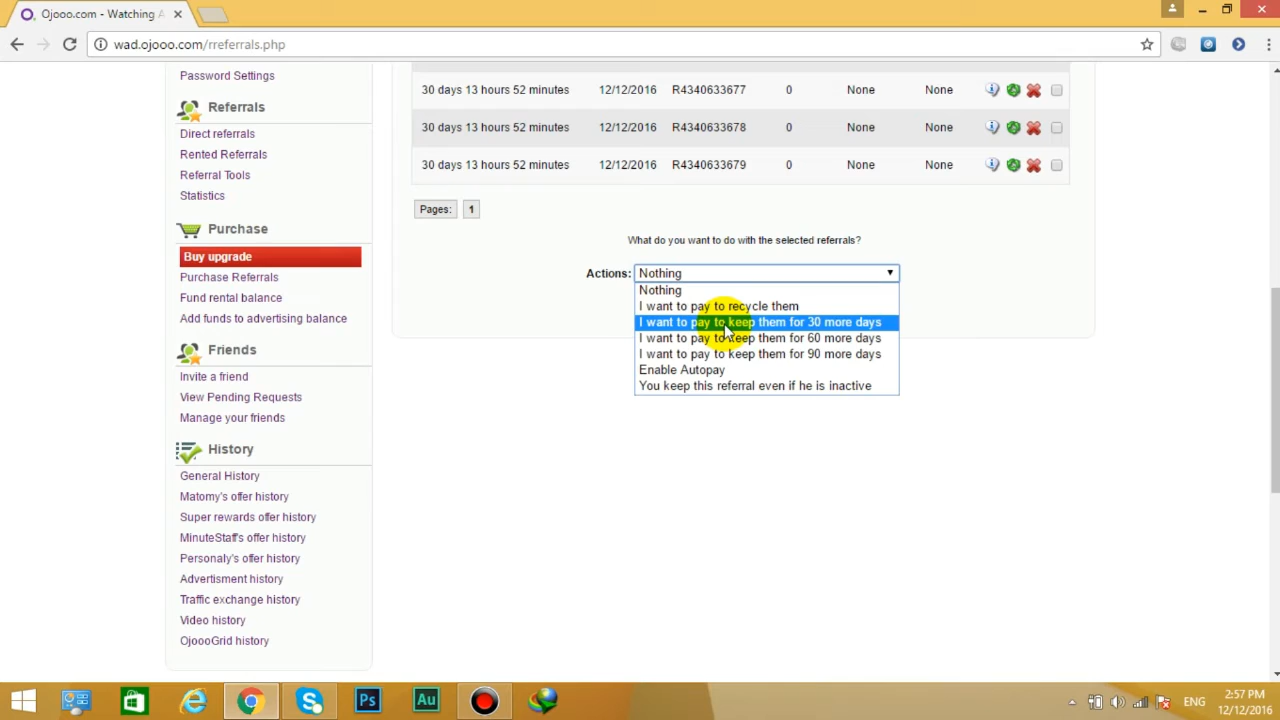 Ojooo.com - Watching A
wad.ojooo.com/rreferrals.php
Password Settings
Referrals
Direct referrals
Rented Referrals
Referral Tools
Statistics
Purchase
Buy upgrade
Purchase Referrals
Fund rental balance
Add funds to advertising balance
Friends
Invite a friend
View Pending Requests
Manage your friends
History
General History
Matomy's offer history
Super rewards offer history
MinuteStaff's offer history
Personaly's offer history
Advertisment history
Traffic exchange history
Video history
OjoooGrid history
30 days 13 hours 52 minutes 12/12/2016 R4340633677 0 None None
30 days 13 hours 52 minutes 12/12/2016 R4340633678 0 None None
30 days 13 hours 52 minutes 12/12/2016 R4340633679 0 None None
Pages: 1
What do you want to do with the selected referrals?
Actions: Nothing
Nothing
I want to pay to recycle them
I want to pay to keep them for 30 more days
I want to pay to keep them for 60 more days
I want to pay to keep them for 90 more days
Enable Autopay
You keep this referral even if he is inactive
Ps
Au
ENG
2:57 PM
12/12/2016